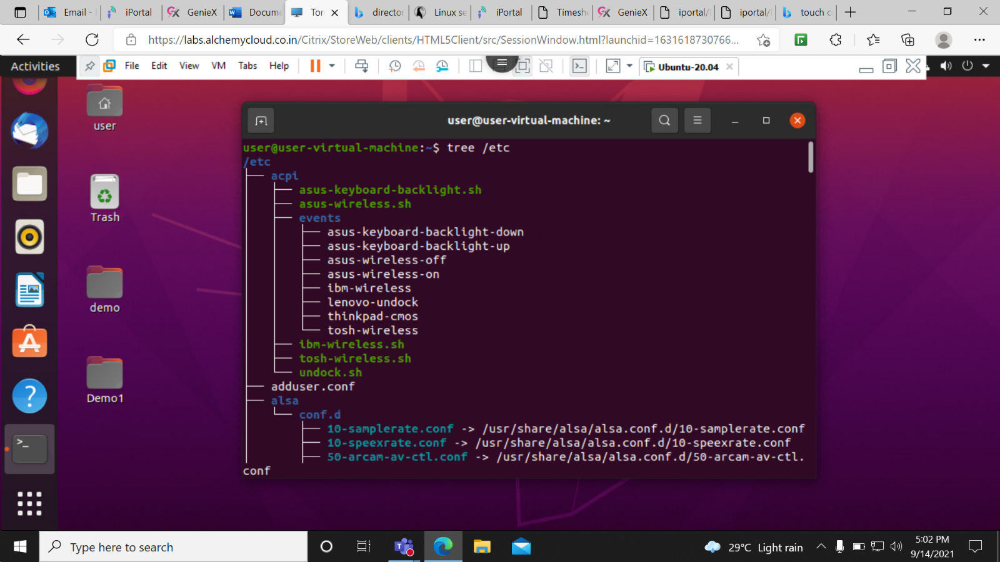 Email -
iPortal
GenieX
Docume
Tor
director
Linux se
iPortal
Timeshe
GenieX
iportal/
iportal/
touch c
https://labs.alchemycloud.co.in/Citrix/StoreWeb/clients/HTML5Client/src/SessionWindow.html?launchid=1631618730766...
Activities
File Edit View VM Tabs Help
Ubuntu-20.04
user
Trash
demo
Demo1
user@user-virtual-machine: ~
user@user-virtual-machine:~$ tree /etc
/etc
├── acpi
│   ├── asus-keyboard-backlight.sh
│   ├── asus-wireless.sh
│   ├── events
│   │   ├── asus-keyboard-backlight-down
│   │   ├── asus-keyboard-backlight-up
│   │   ├── asus-wireless-off
│   │   ├── asus-wireless-on
│   │   ├── ibm-wireless
│   │   ├── lenovo-undock
│   │   ├── thinkpad-cmos
│   │   └── tosh-wireless
│   ├── ibm-wireless.sh
│   ├── tosh-wireless.sh
│   └── undock.sh
├── adduser.conf
├── alsa
│   └── conf.d
│       ├── 10-samplerate.conf -> /usr/share/alsa/alsa.conf.d/10-samplerate.conf
│       ├── 10-speexrate.conf -> /usr/share/alsa/alsa.conf.d/10-speexrate.conf
│       ├── 50-arcam-av-ctl.conf -> /usr/share/alsa/alsa.conf.d/50-arcam-av-ctl.
conf
Type here to search
29°C Light rain
5:02 PM
9/14/2021